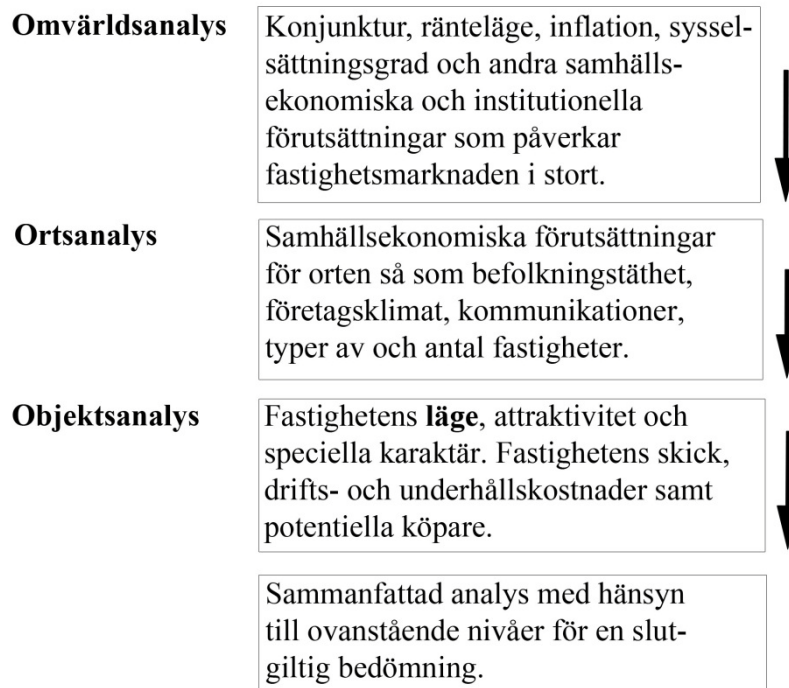 Omvärldsanalys
Konjunktur, ränteläge, inflation, syssel-
sättningsgrad och andra samhälls-
ekonomiska och institutionella
förutsättningar som påverkar
fastighetsmarknaden i stort.
Ortsanalys
Samhällsekonomiska förutsättningar
för orten så som befolkningstäthet,
företagsklimat, kommunikationer,
typer av och antal fastigheter.
Objektsanalys
Fastighetens läge, attraktivitet och
speciella karaktär. Fastighetens skick,
drifts- och underhållskostnader samt
potentiella köpare.
Sammanfattad analys med hänsyn
till ovanstående nivåer för en slut-
giltig bedömning.